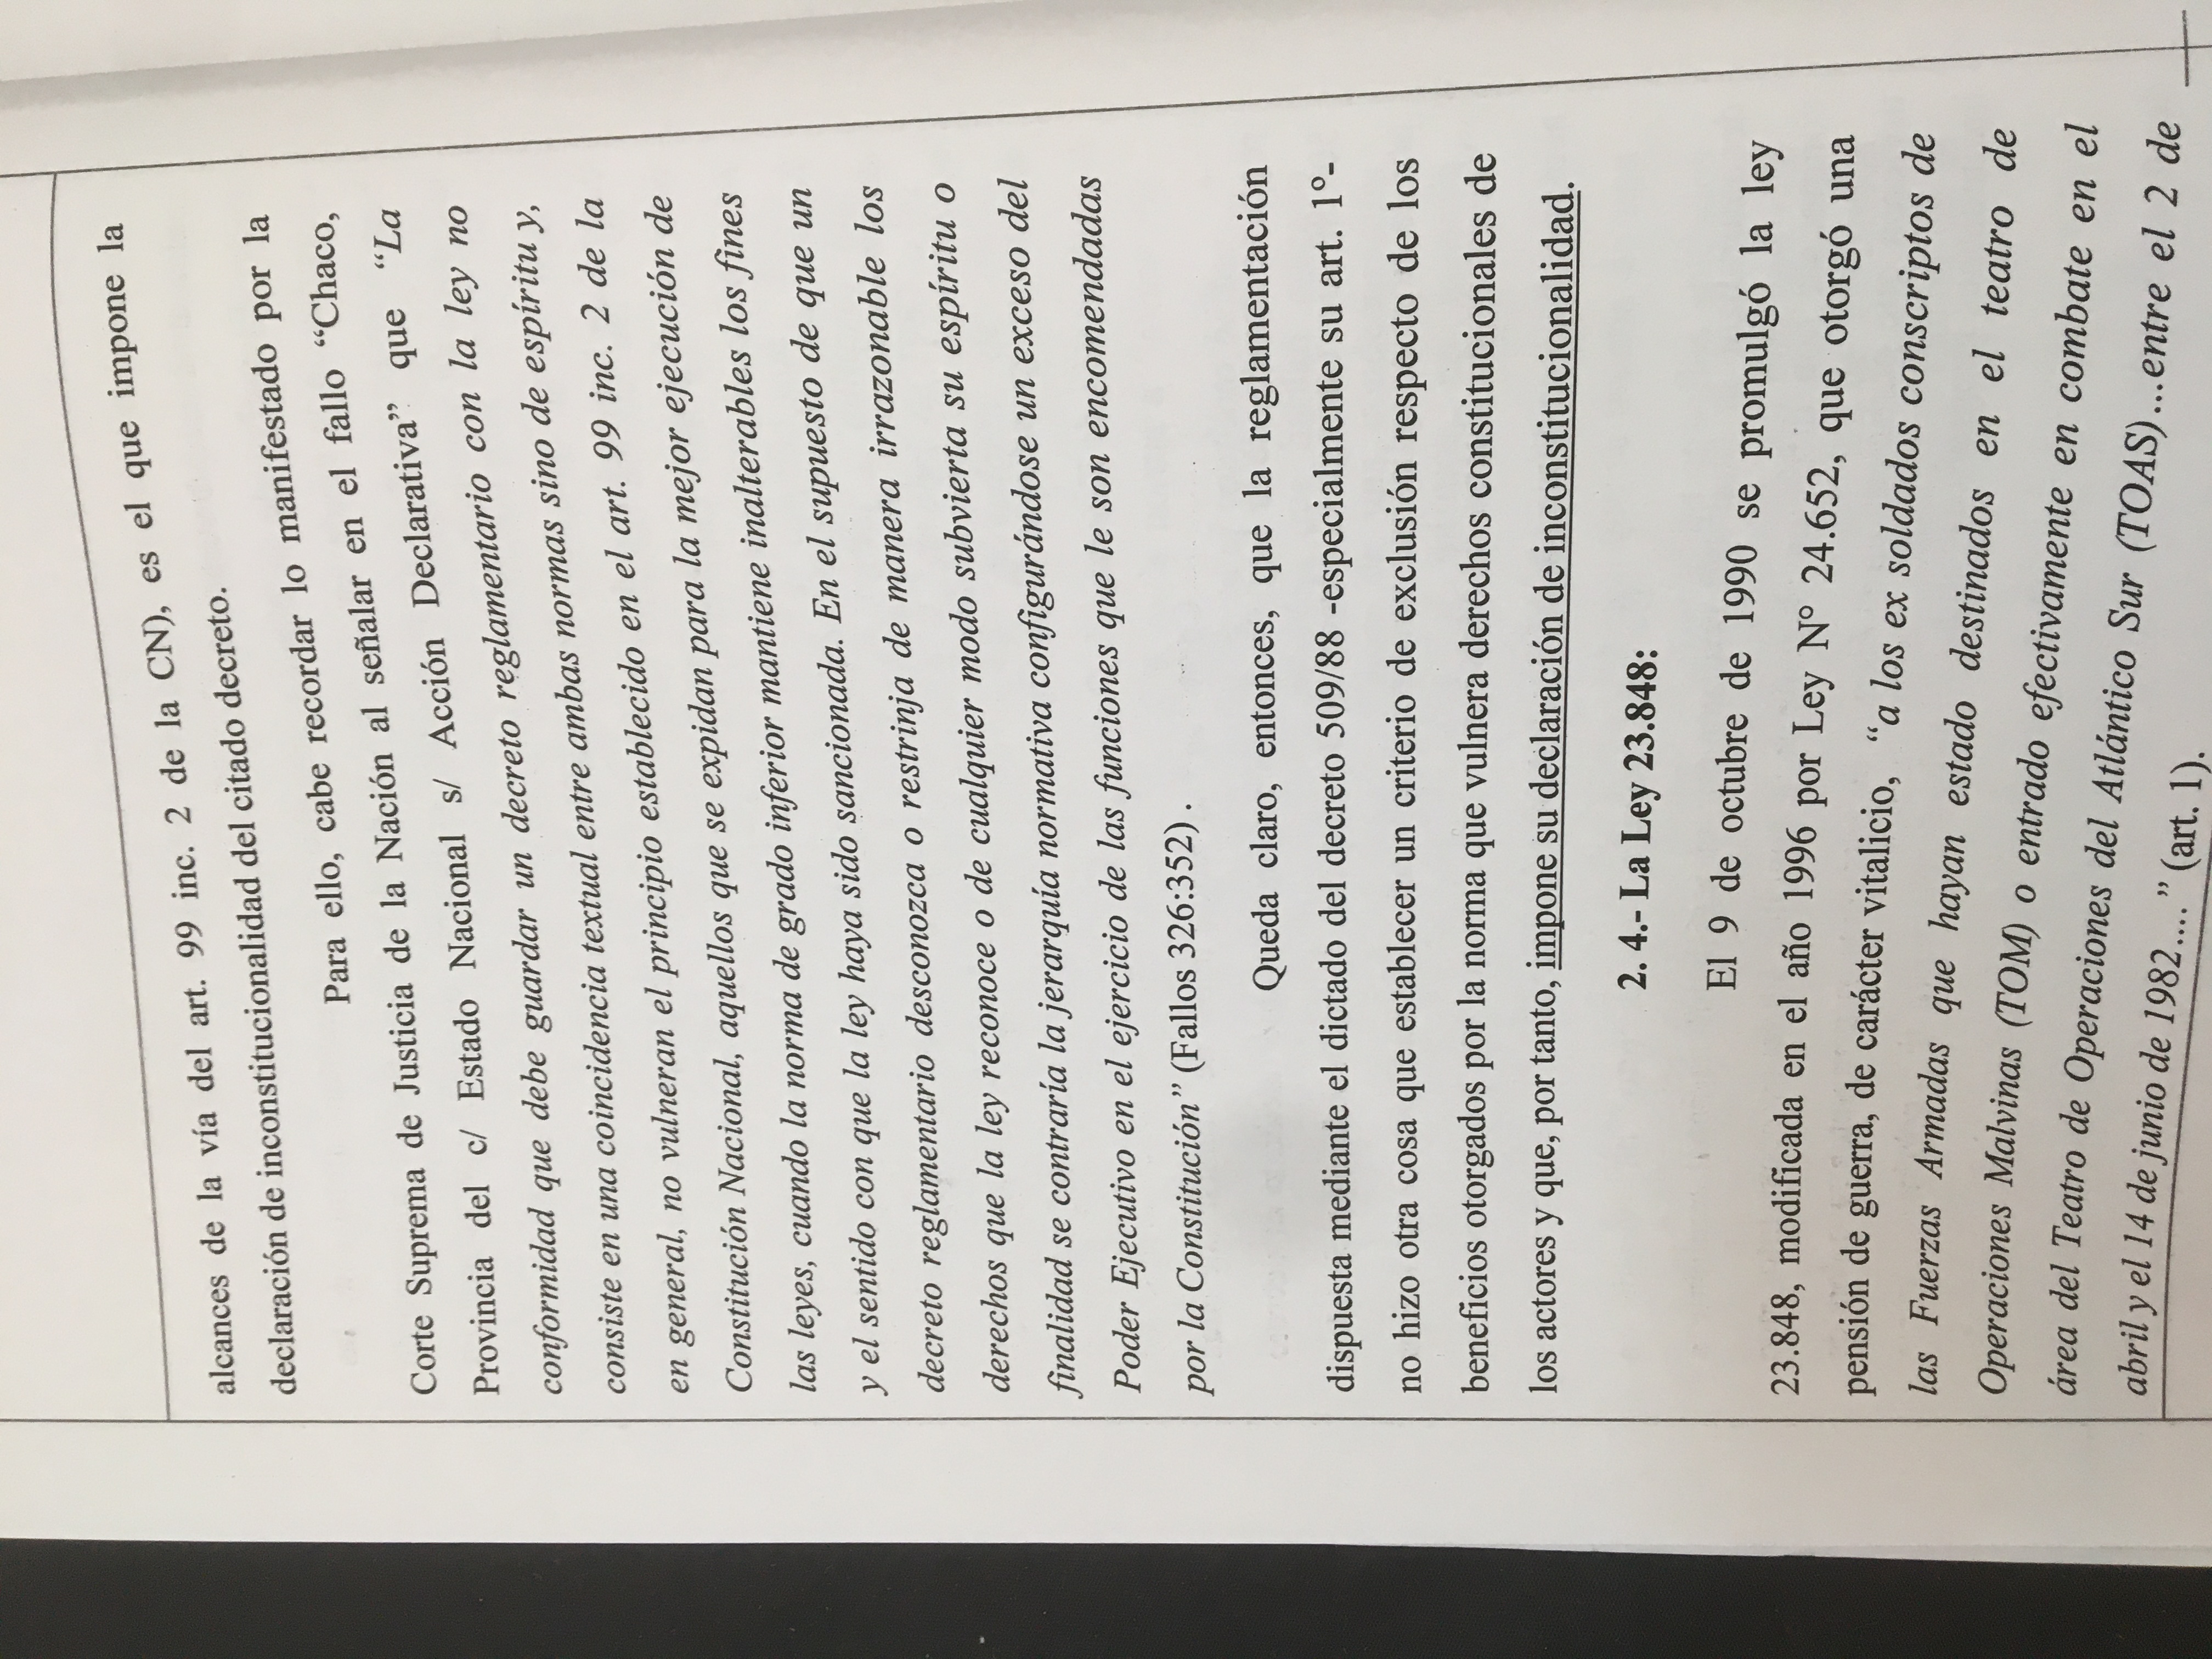 alcances de la vía del art. 99 inc. 2 de la CN), es el que impone la
declaración de inconstitucionalidad del citado decreto.
Para ello, cabe recordar lo manifestado por la
Corte Suprema de Justicia de la Nación al señalar en el fallo “Chaco,
Provincia del c/ Estado Nacional s/ Acción Declarativa” que “La
conformidad que debe guardar un decreto reglamentario con la ley no
consiste en una coincidencia textual entre ambas normas sino de espíritu y,
en general, no vulneran el principio establecido en el art. 99 inc. 2 de la
Constitución Nacional, aquellos que se expidan para la mejor ejecución de
las leyes, cuando la norma de grado inferior mantiene inalterables los fines
y el sentido con que la ley haya sido sancionada. En el supuesto de que un
decreto reglamentario desconozca o restrinja de manera irrazonable los
derechos que la ley reconoce o de cualquier modo subvierta su espíritu o
finalidad se contraría la jerarquía normativa configurándose un exceso del
Poder Ejecutivo en el ejercicio de las funciones que le son encomendadas
por la Constitución” (Fallos 326:352) .
Queda claro, entonces, que la reglamentación
dispuesta mediante el dictado del decreto 509/88 -especialmente su art. 1º-
no hizo otra cosa que establecer un criterio de exclusión respecto de los
beneficios otorgados por la norma que vulnera derechos constitucionales de
los actores y que, por tanto, impone su declaración de inconstitucionalidad.
2. 4.- La Ley 23.848:
El 9 de octubre de 1990 se promulgó la ley
23.848, modificada en el año 1996 por Ley N° 24.652, que otorgó una
pensión de guerra, de carácter vitalicio, “a los ex soldados conscriptos de
las Fuerzas Armadas que hayan estado destinados en el teatro de
Operaciones Malvinas (TOM) o entrado efectivamente en combate en el
área del Teatro de Operaciones del Atlántico Sur (TOAS)...entre el 2 de
abril y el 14 de junio de 1982....” (art. 1).